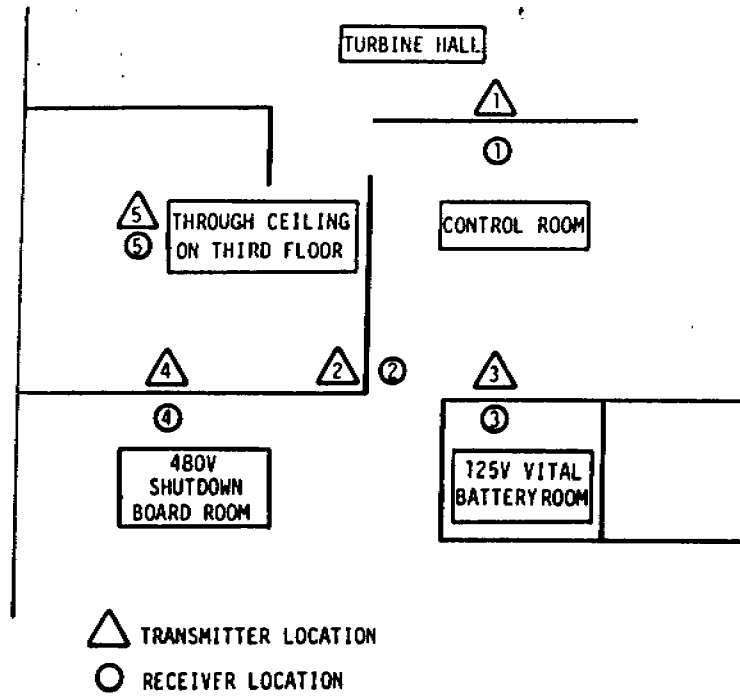 TURBINE HALL
1
1
5
5
THROUGH CEILING
ON THIRD FLOOR
CONTROL ROOM
4
2
2
3
4
3
480V
SHUTDOWN
BOARD ROOM
125V VITAL
BATTERY ROOM
TRANSMITTER LOCATION
RECEIVER LOCATION